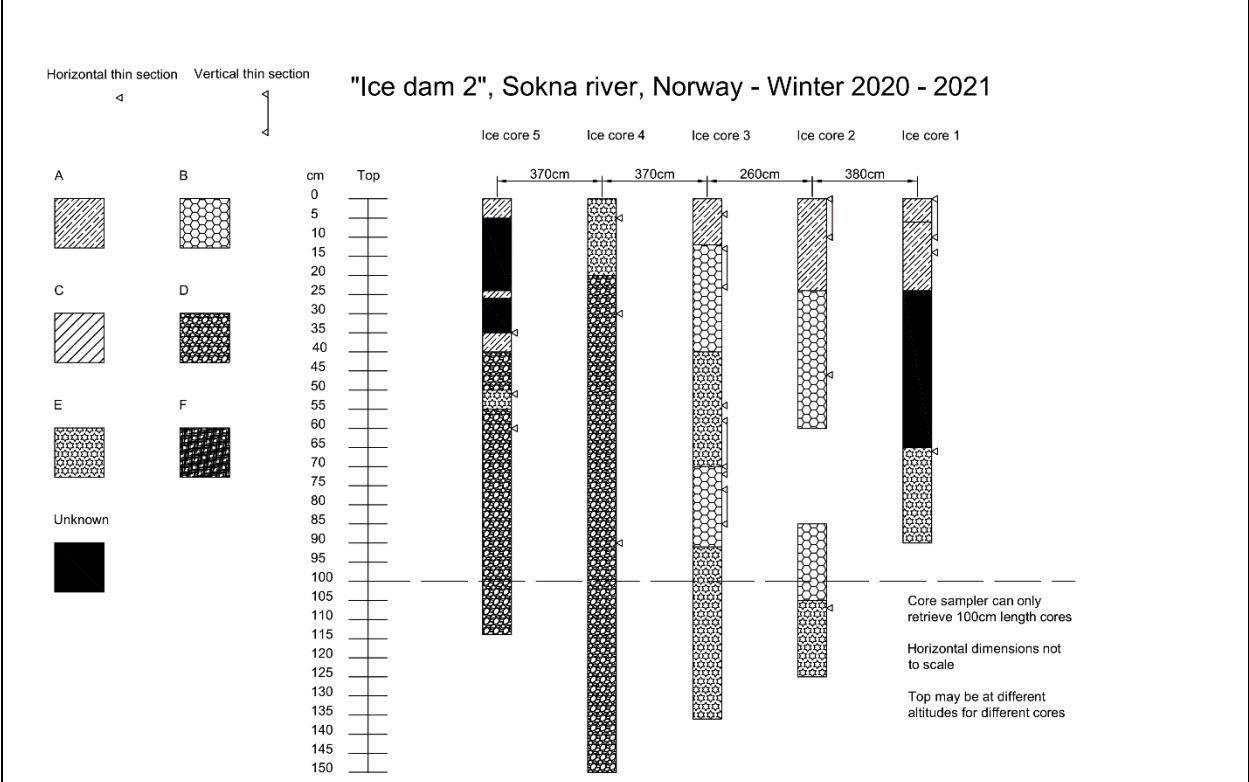 Horizontal thin section
Vertical thin section
"Ice dam 2", Sokna river, Norway - Winter 2020 - 2021
Ice core 5
Ice core 4
Ice core 3
Ice core 2
Ice core 1
370cm
370cm
260cm
380cm
A
B
cm
Top
C
D
E
F
Unknown
0
5
10
15
20
25
30
35
40
45
50
55
60
65
70
75
80
85
90
95
100
105
110
115
120
125
130
135
140
145
150
Core sampler can only
retrieve 100cm length cores
Horizontal dimensions not
to scale
Top may be at different
altitudes for different cores